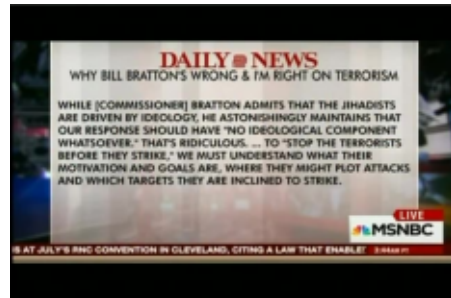 DAILY NEWS
WHY BILL BRATTON'S WRONG & I'M RIGHT ON TERRORISM
WHILE [COMMISSIONER] BRATTON ADMITS THAT THE JIHADISTS
ARE DRIVEN BY IDEOLOGY, HE ASTONISHINGLY MAINTAINS THAT
OUR RESPONSE SHOULD HAVE "NO IDEOLOGICAL COMPONENT
WHATSOEVER." THAT'S RIDICULOUS. ... TO "STOP THE TERRORISTS
BEFORE THEY STRIKE," WE MUST UNDERSTAND WHAT THEIR
MOTIVATION AND GOALS ARE, WHERE THEY MIGHT PLOT ATTACKS
AND WHICH TARGETS THEY ARE INCLINED TO STRIKE.
LIVE
MSNBC
S AT JULY'S RNC CONVENTION IN CLEVELAND, CITING A LAW THAT ENABLE